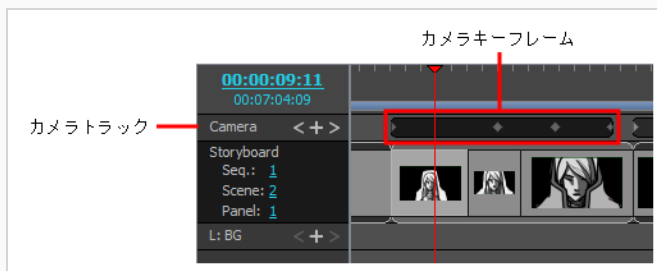 カメラキーフレーム
00:00:09:11
00:07:04:09
カメラトラック
Camera <+>
Storyboard
Seq.: 1
Scene: 2
Panel: 1
L: BG <+>